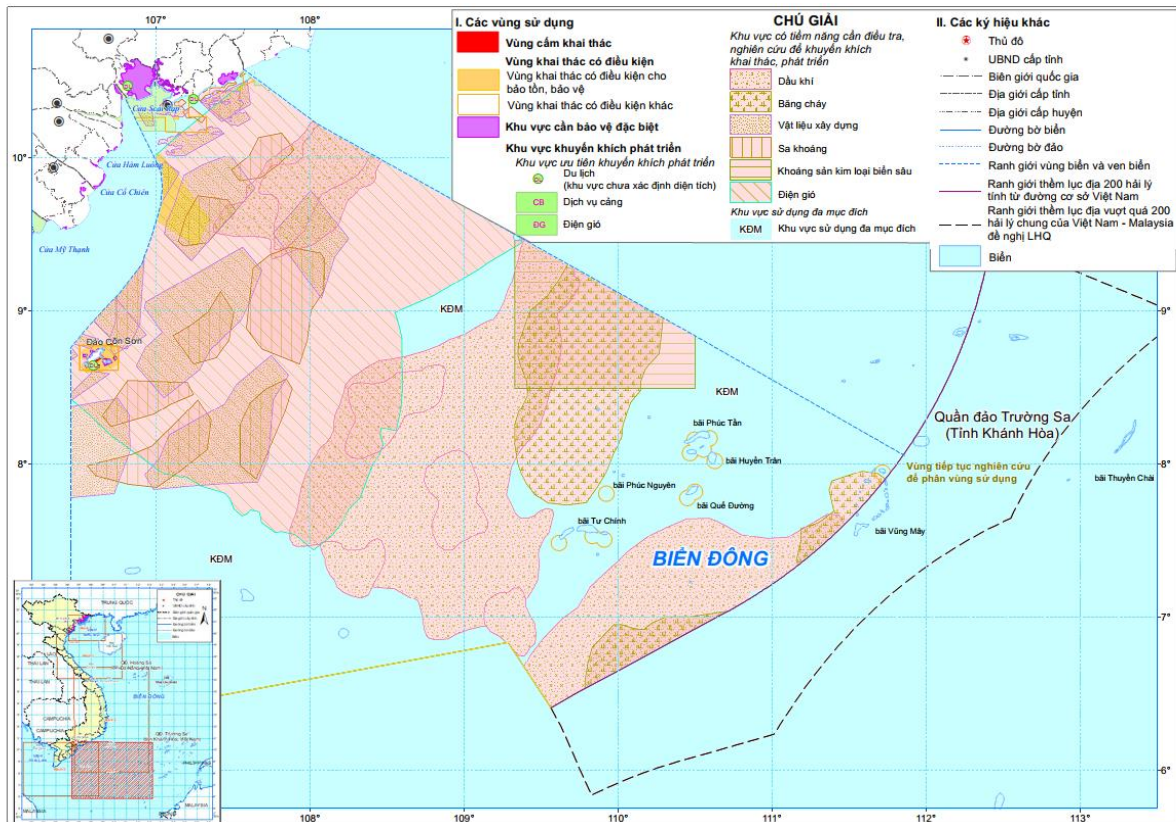 107°
108°
I. Các vùng sử dụng
Vùng cấm khai thác
Vùng khai thác có điều kiện
Vùng khai thác có điều kiện cho
bảo tồn, bảo vệ
Vùng khai thác có điều kiện khác
Khu vực cần bảo vệ đặc biệt
Khu vực khuyến khích phát triển
Khu vực ưu tiên khuyến khích phát triển
Du lịch
(khu vực chưa xác định diện tích)
CB
Dịch vụ cảng
ĐG
Điện gió
CHÚ GIẢI
Khu vực có tiềm năng cần điều tra,
nghiên cứu để khuyến khích
khai thác, phát triển
Dầu khí
Băng cháy
Vật liệu xây dựng
Sa khoáng
Khoáng sản kim loại biển sâu
Điện gió
Khu vực sử dụng đa mục đích
KĐM
Khu vực sử dụng đa mục đích
II. Các ký hiệu khác
Thủ đô
UBND cấp tỉnh
Biên giới quốc gia
Địa giới cấp tỉnh
Địa giới cấp huyện
Đường bờ biển
Đường bờ đảo
Ranh giới vùng biển và ven biển
Ranh giới thềm lục địa 200 hải lý
tính từ đường cơ sở Việt Nam
Ranh giới thềm lục địa vượt quá 200
hải lý chung của Việt Nam - Malaysia
đề nghị LHQ
Biển
10°
Cửa Hàm Luông
Cửa Cổ Chiên
Cửa Mỹ Thạnh
9°
9°
KĐM
Đảo Côn Sơn
KĐM
Quần đảo Trường Sa
(Tỉnh Khánh Hòa)
bãi Phúc Tần
bãi Huyền Trân
8°
8°
Vùng tiếp tục nghiên cứu
để phân vùng sử dụng
bãi Thuyền Chài
bãi Phúc Nguyên
bãi Quế Đường
bãi Tư Chính
bãi Vũng Mây
KĐM
BIỂN ĐÔNG
7°
7°
6°
TRUNG QUỐC
LÀO
THÁI LAN
THÁI LAN
CAMPUCHIA
CAMPUCHIA
BIỂN ĐÔNG
MALAYSIA
MALAYSIA
N
108°
109°
110°
111°
112°
113°